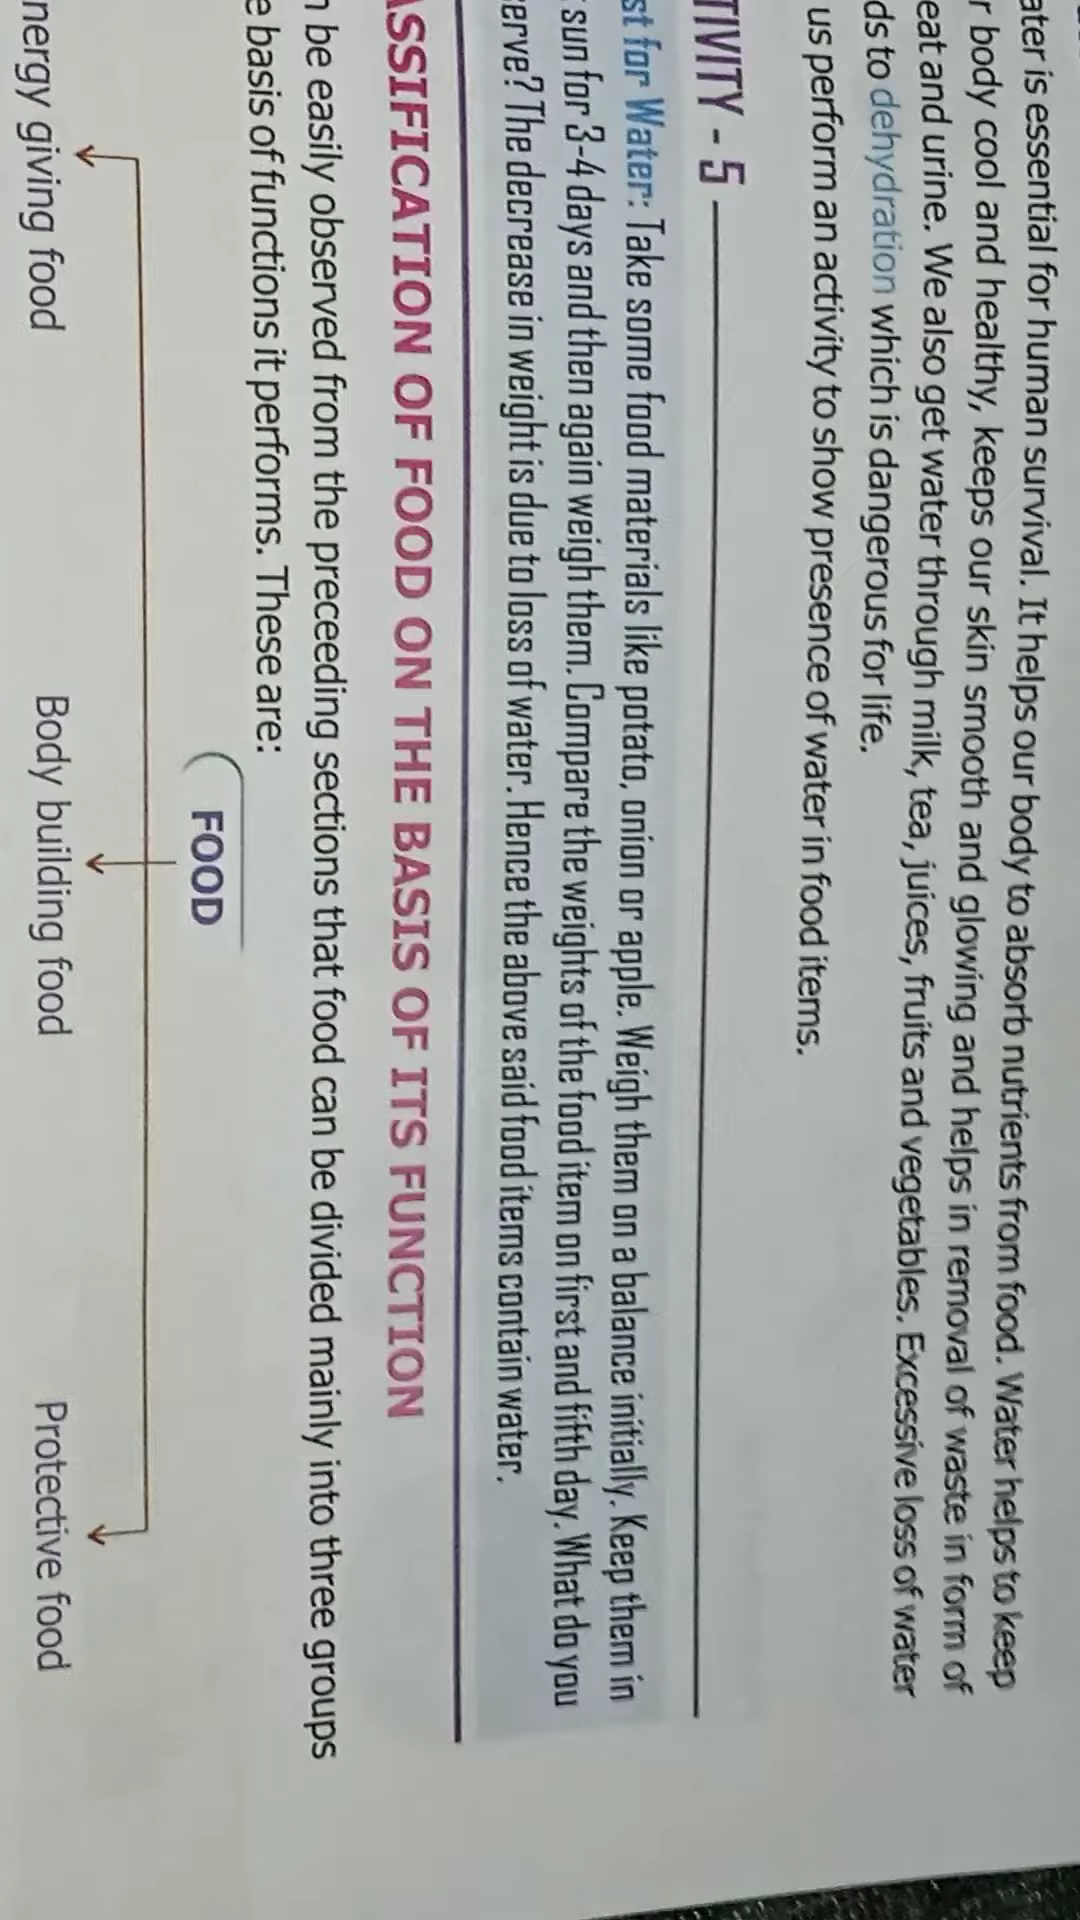 ater is essential for human survival. It helps our body to absorb nutrients from food. Water helps to keep
r body cool and healthy, keeps our skin smooth and glowing and helps in removal of waste in form of
eat and urine. We also get water through milk, tea, juices, fruits and vegetables. Excessive loss of water
ds to dehydration which is dangerous for life.
us perform an activity to show presence of water in food items.
TIVITY - 5
st for Water: Take some food materials like potato, onion or apple. Weigh them on a balance initially. Keep them in
sun for 3-4 days and then again weigh them. Compare the weights of the food item on first and fifth day. What do you
serve? The decrease in weight is due to loss of water. Hence the above said food items contain water.
ASSIFICATION OF FOOD ON THE BASIS OF ITS FUNCTION
n be easily observed from the preceeding sections that food can be divided mainly into three groups
e basis of functions it performs. These are:
FOOD
nergy giving food Body building food Protective food